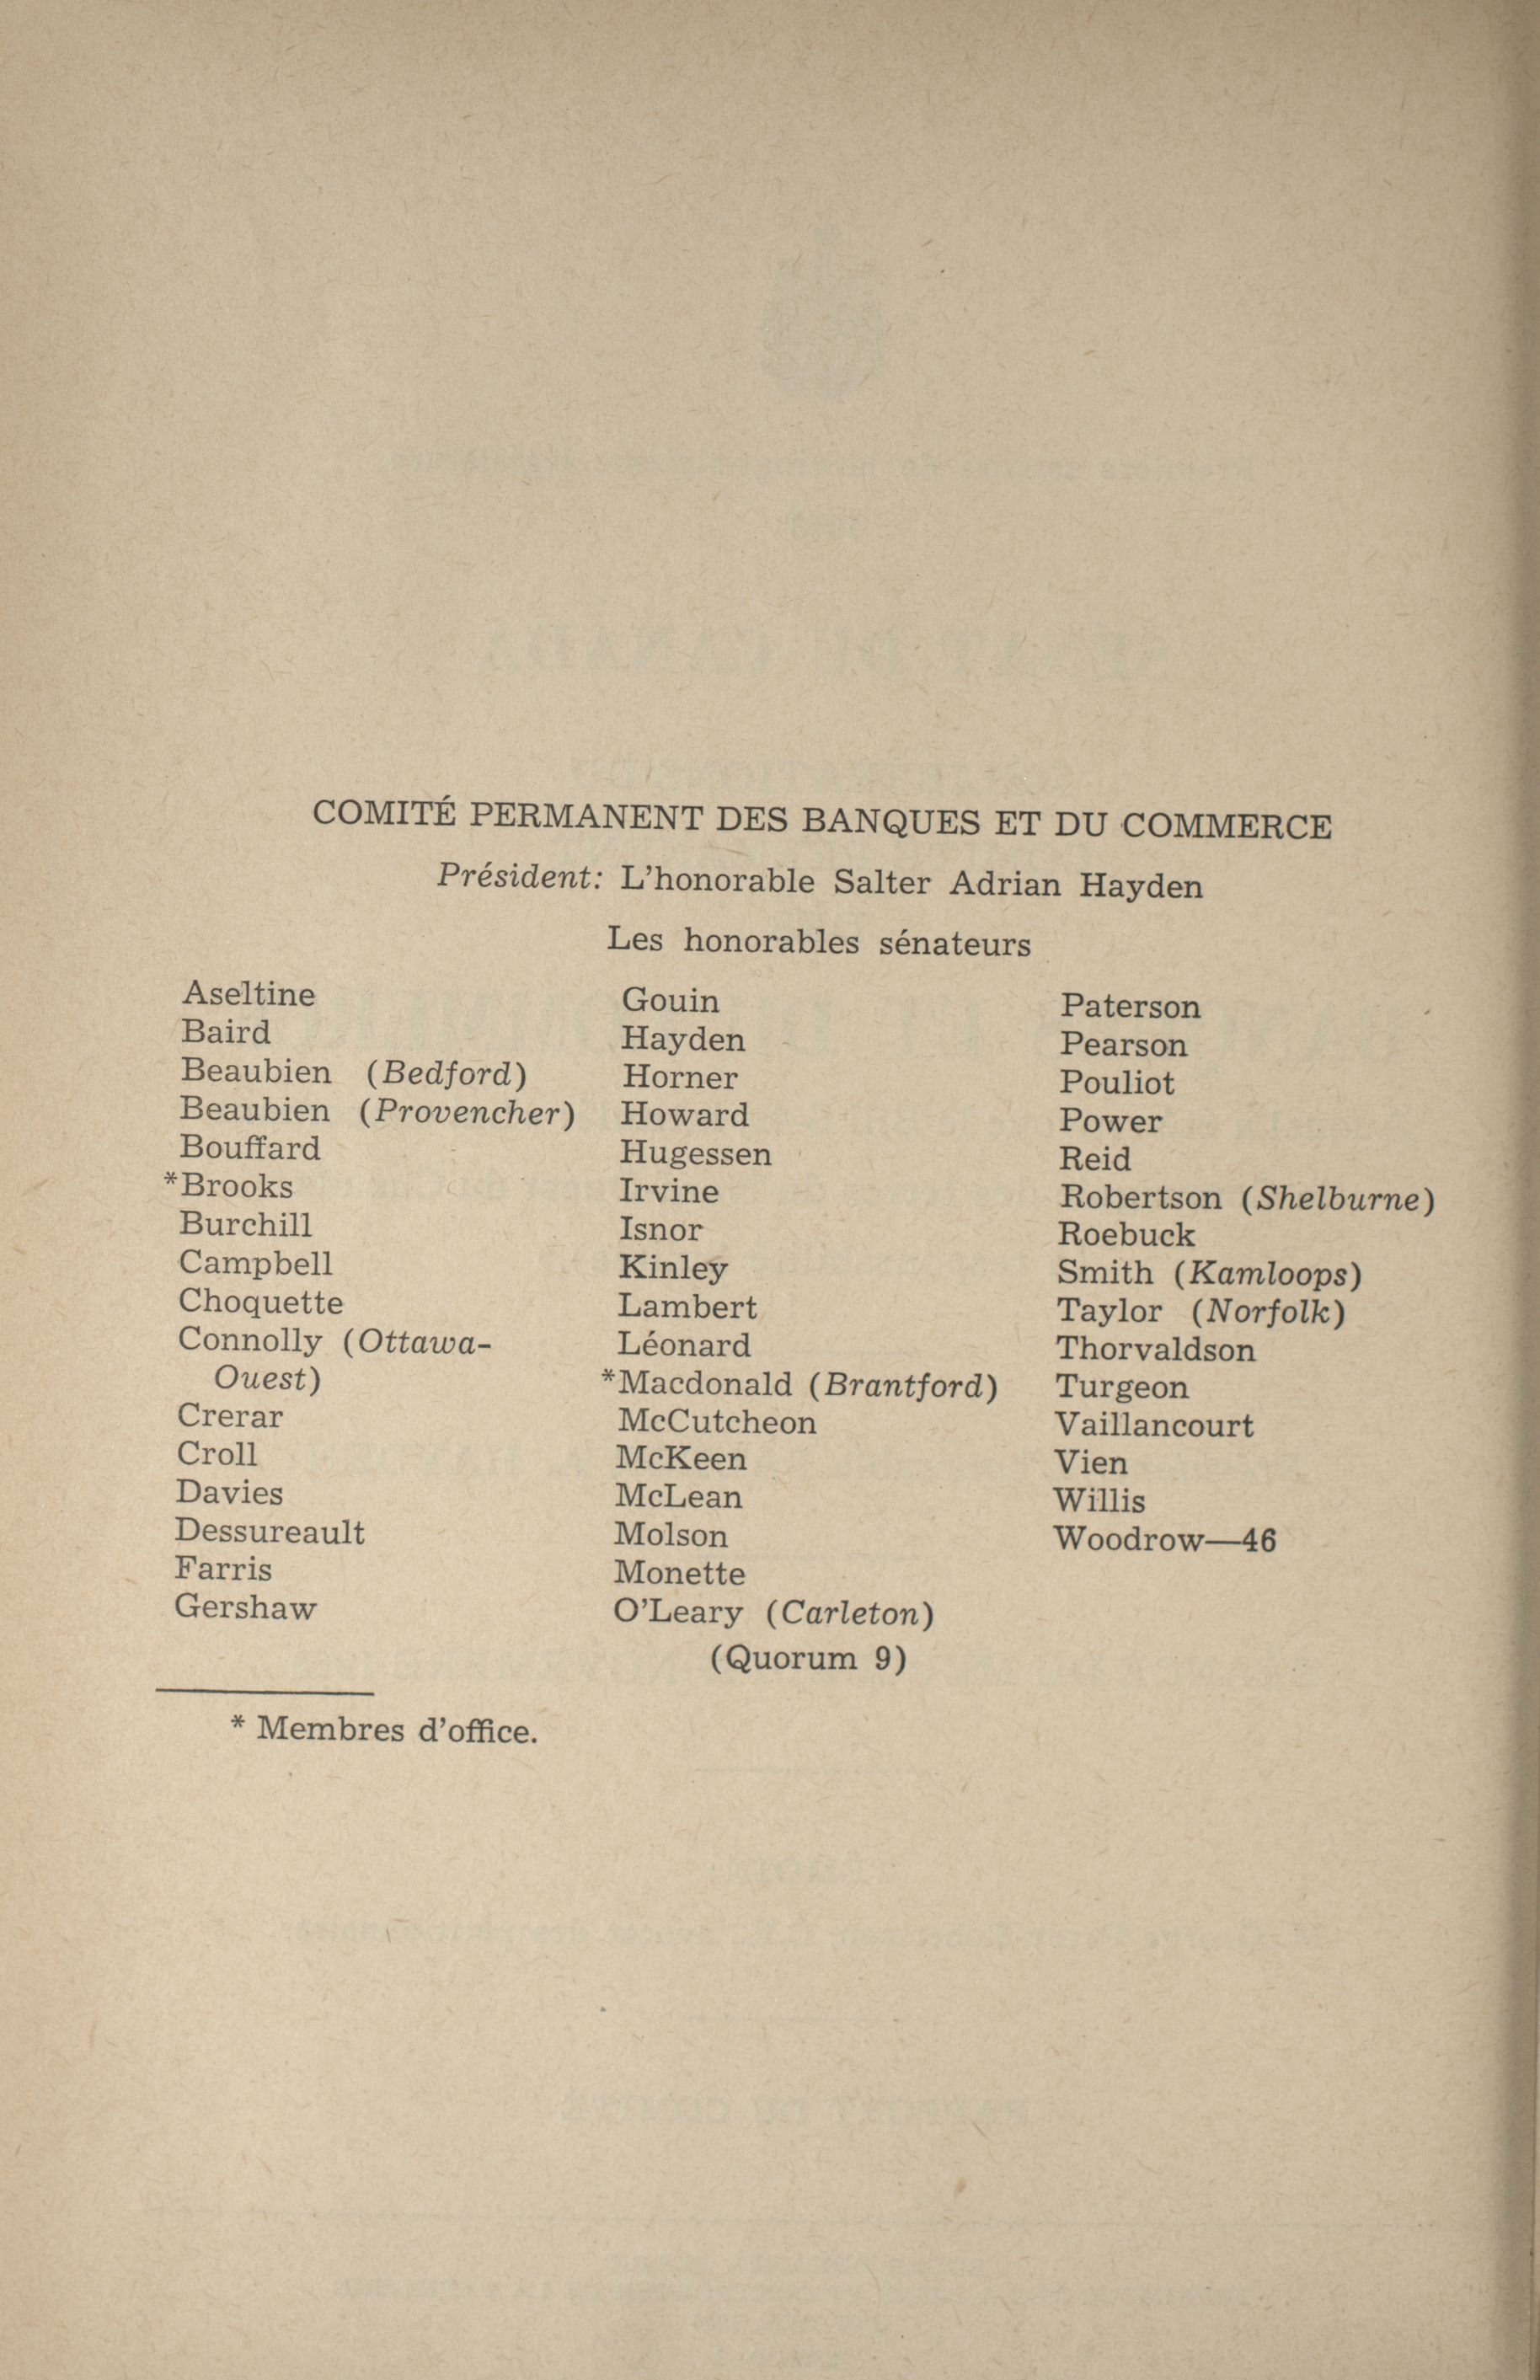 COMITÉ PERMANENT DES BANQUES ET DU COMMERCE
Président: L'honorable Salter Adrian Hayden
Les honorables sénateurs
Aseltine
Baird
Beaubien (Bedford)
Beaubien (Provencher)
Bouffard
*Brooks
Burchill
Campbell
Choquette
Connolly (Ottawa-
Ouest)
Crerar
Croll
Davies
Dessureault
Farris
Gershaw
Gouin
Hayden
Horner
Howard
Hugessen
Irvine
Isnor
Kinley
Lambert
Léonard
*Macdonald (Brantford)
McCutcheon
McKeen
McLean
Molson
Monette
O'Leary (Carleton)
Paterson
Pearson
Pouliot
Power
Reid
Robertson (Shelburne)
Roebuck
Smith (Kamloops)
Taylor (Norfolk)
Thorvaldson
Turgeon
Vaillancourt
Vien
Willis
Woodrow—46
(Quorum 9)
* Membres d'office.